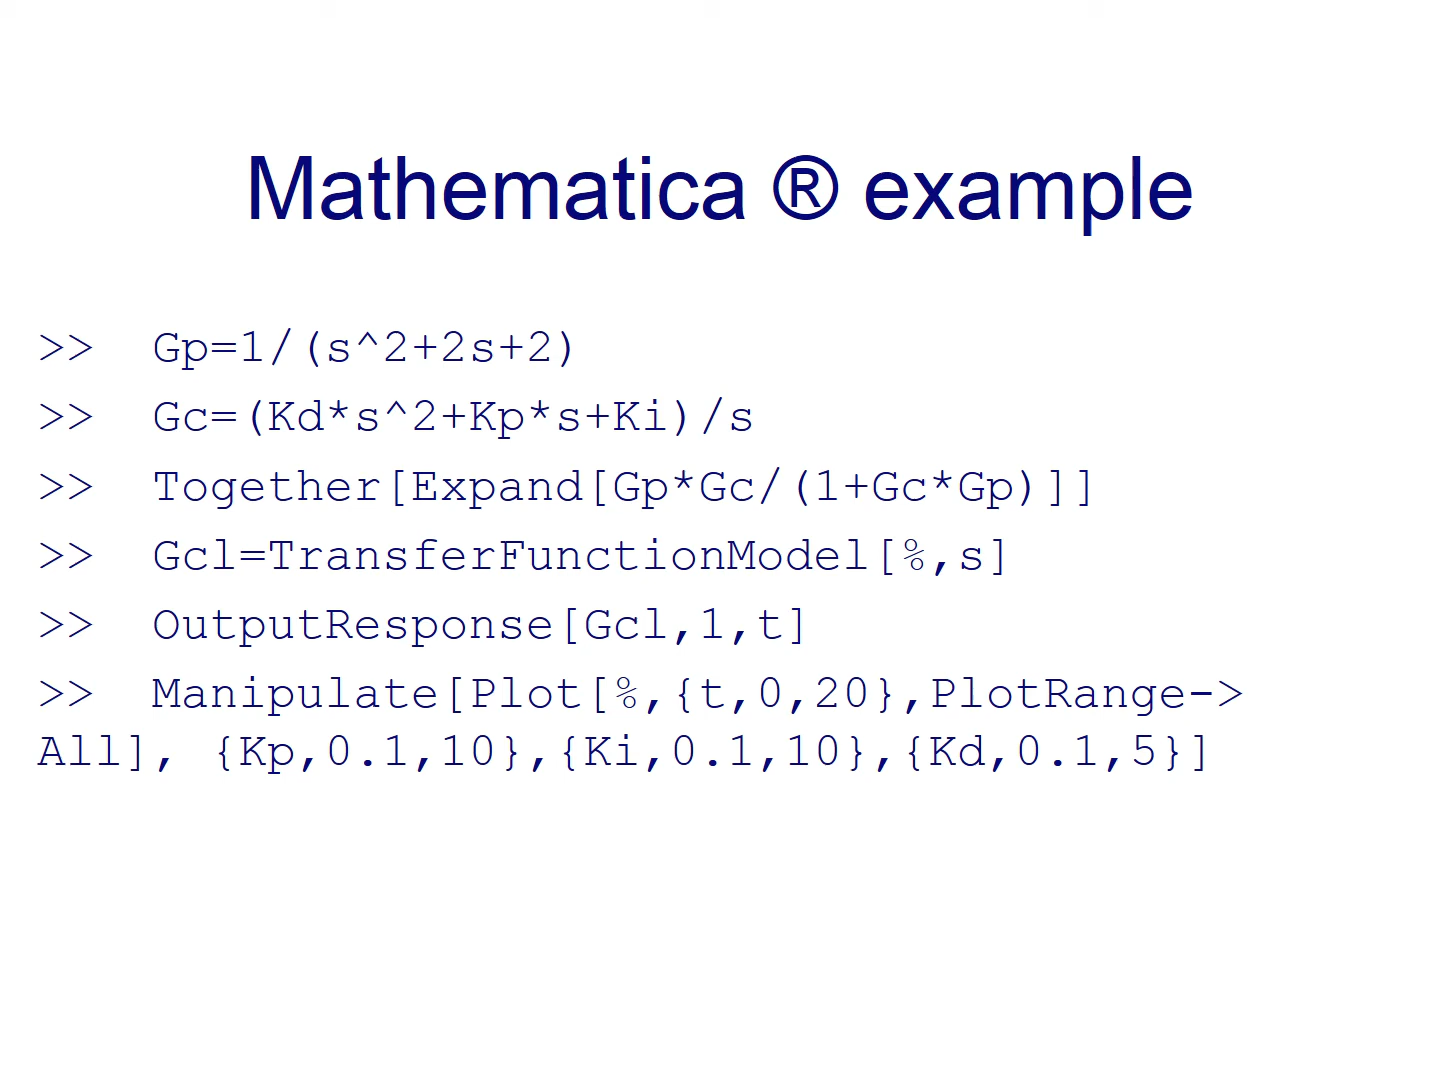 Mathematica ® example
>> Gp=1/(s^2+2s+2)
>> Gc=(Kd*s^2+Kp*s+Ki)/s
>> Together[Expand[Gp*Gc/(1+Gc*Gp)]]
>> Gcl=TransferFunctionModel[%,s]
>> OutputResponse[Gcl,1,t]
>> Manipulate[Plot[%,{t,0,20},PlotRange->
All], {Kp,0.1,10},{Ki,0.1,10},{Kd,0.1,5}]